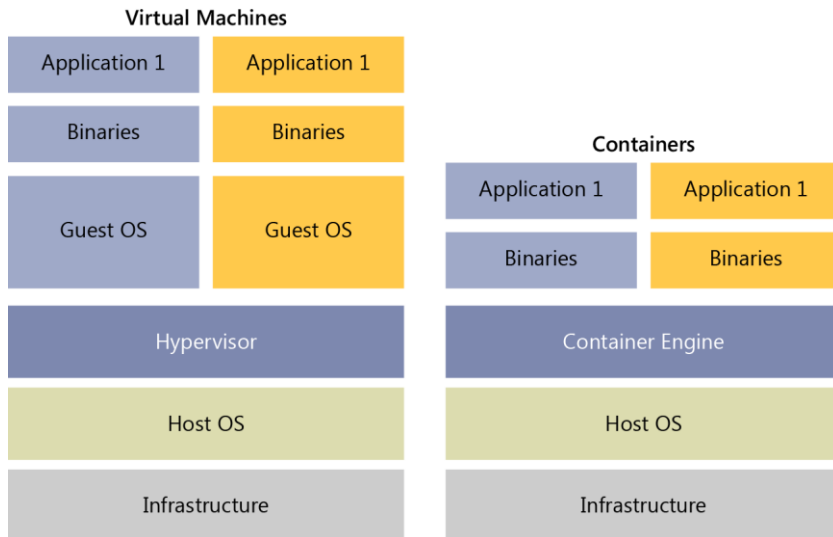 Virtual Machines
Application 1
Application 1
Binaries
Binaries
Guest OS
Guest OS
Hypervisor
Host OS
Infrastructure
Containers
Application 1
Application 1
Binaries
Binaries
Container Engine
Host OS
Infrastructure